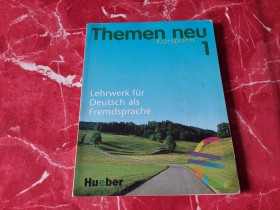 Themen neu
Kursbuch 1
Lehrwerk für
Deutsch als
Fremdsprache
Hueber